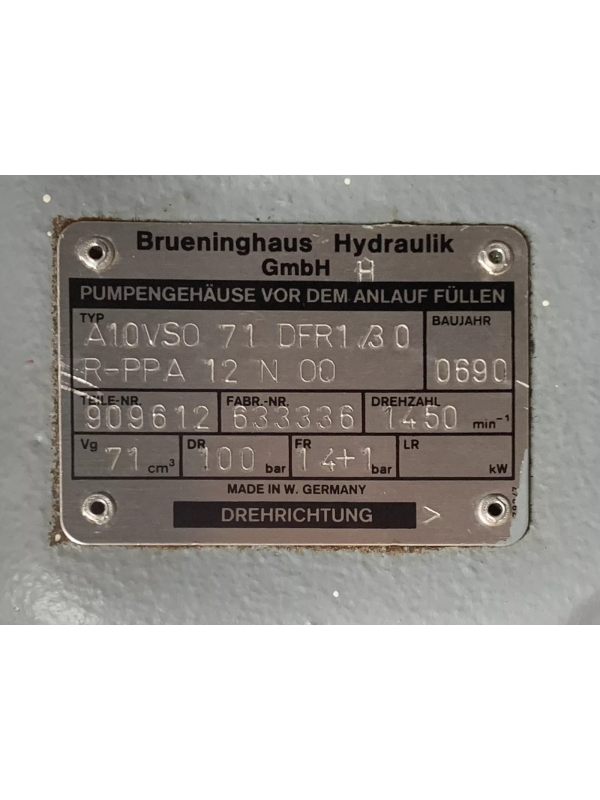 Brueninghaus Hydraulik
GmbH H
PUMPENGEHÄUSE VOR DEM ANLAUF FÜLLEN
TYP
A10VSO 71 DFR1/30
R-PPA 12 N 00
BAUJAHR
0690
TEILE-NR.
909612
FABR.-NR.
633336
DREHZAHL
1450 min⁻¹
Vg
71 cm³
DR
100 bar
FR
14+1 bar
LR
kW
MADE IN W. GERMANY
DREHRICHTUNG >